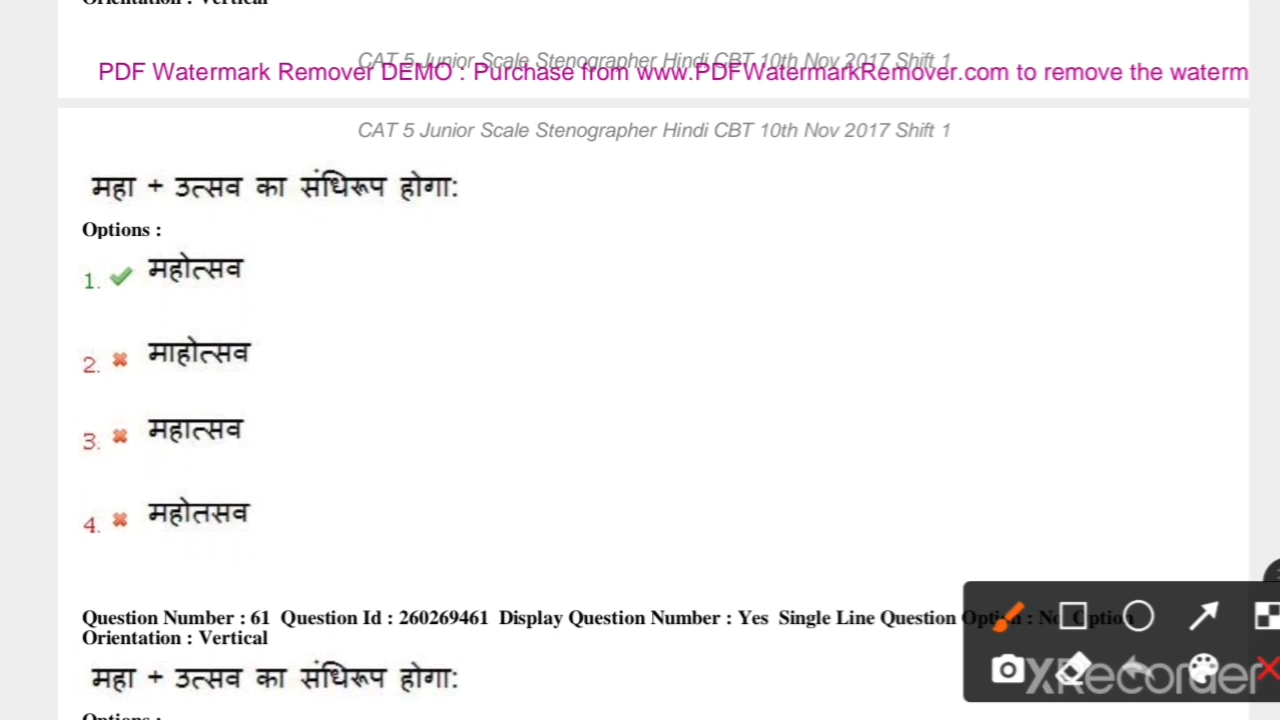 Orientation : Vertical
CAT 5 Junior Scale Stenographer Hindi CBT 10th Nov 2017 Shift 1
PDF Watermark Remover DEMO : Purchase from www.PDFWatermarkRemover.com to remove the waterm
CAT 5 Junior Scale Stenographer Hindi CBT 10th Nov 2017 Shift 1
महा + उत्सव का संधिरूप होगा:
Options :
1. महोत्सव
2. माहोत्सव
3. महात्सव
4. महोतसव
Question Number : 61 Question Id : 260269461 Display Question Number : Yes Single Line Question Option : No Option
Orientation : Vertical
XRecorder
महा + उत्सव का संधिरूप होगा:
Options :